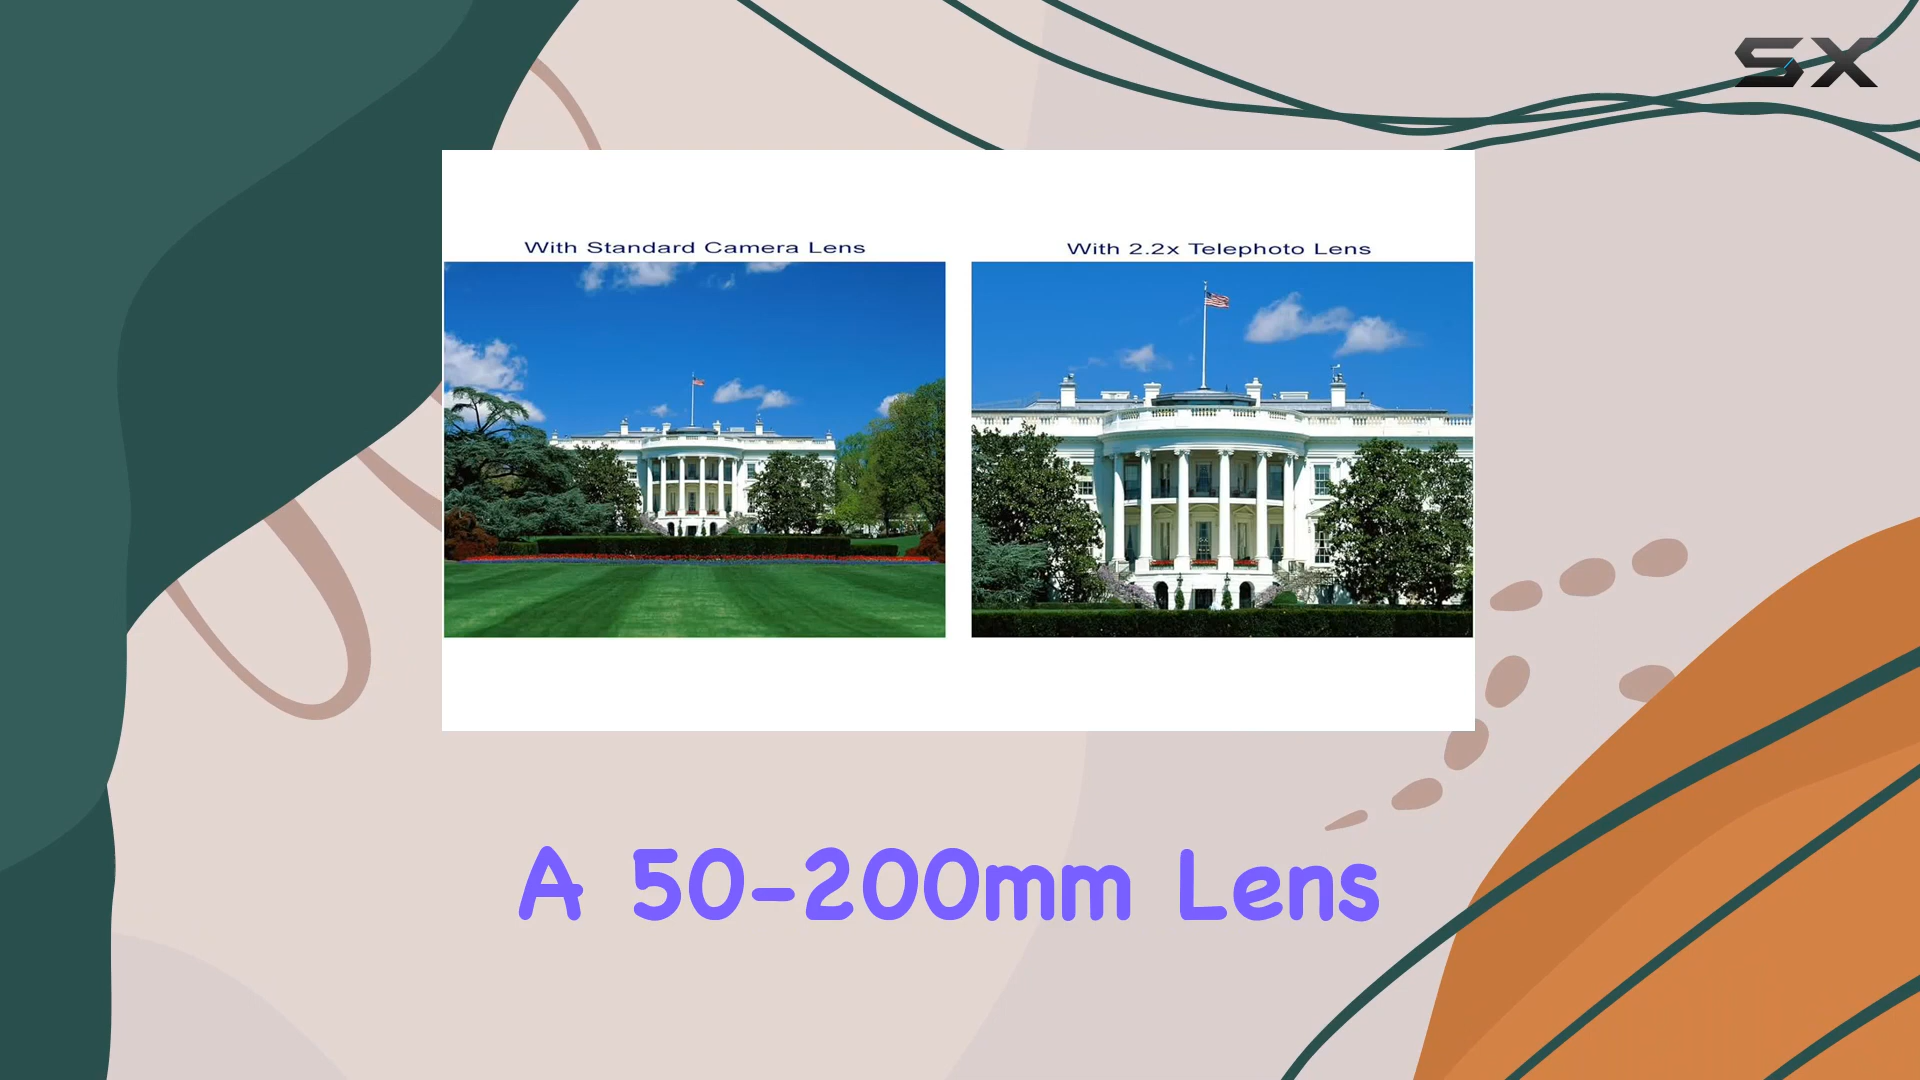 SX
With Standard Camera Lens
With 2.2x Telephoto Lens
A 50-200mm Lens